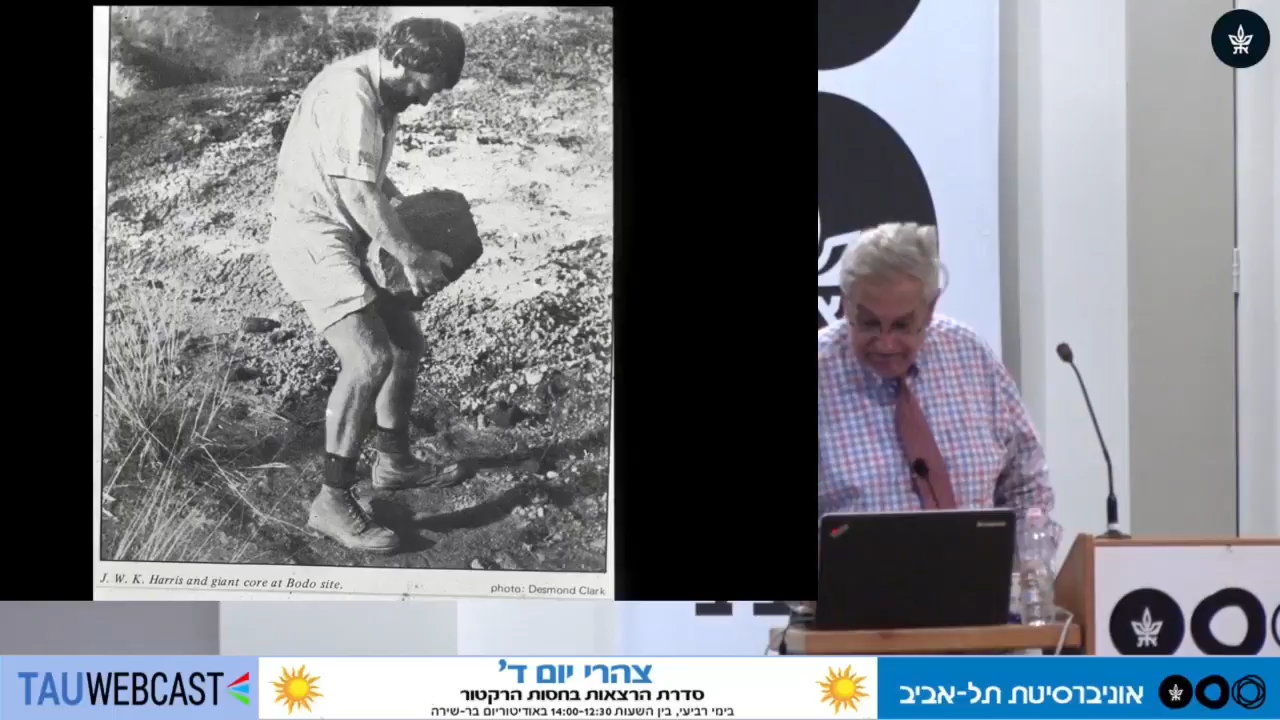 J. W. K. Harris and giant core at Bodo site.
photo: Desmond Clark
TAUWEBCAST
צהרי יום ד'
סדרת הרצאות בחסות הרקטור
בימי רביעי, בין השעות 14:00-12:30 באודיטוריום בר-שירה
אוניברסיטת תל-אביב